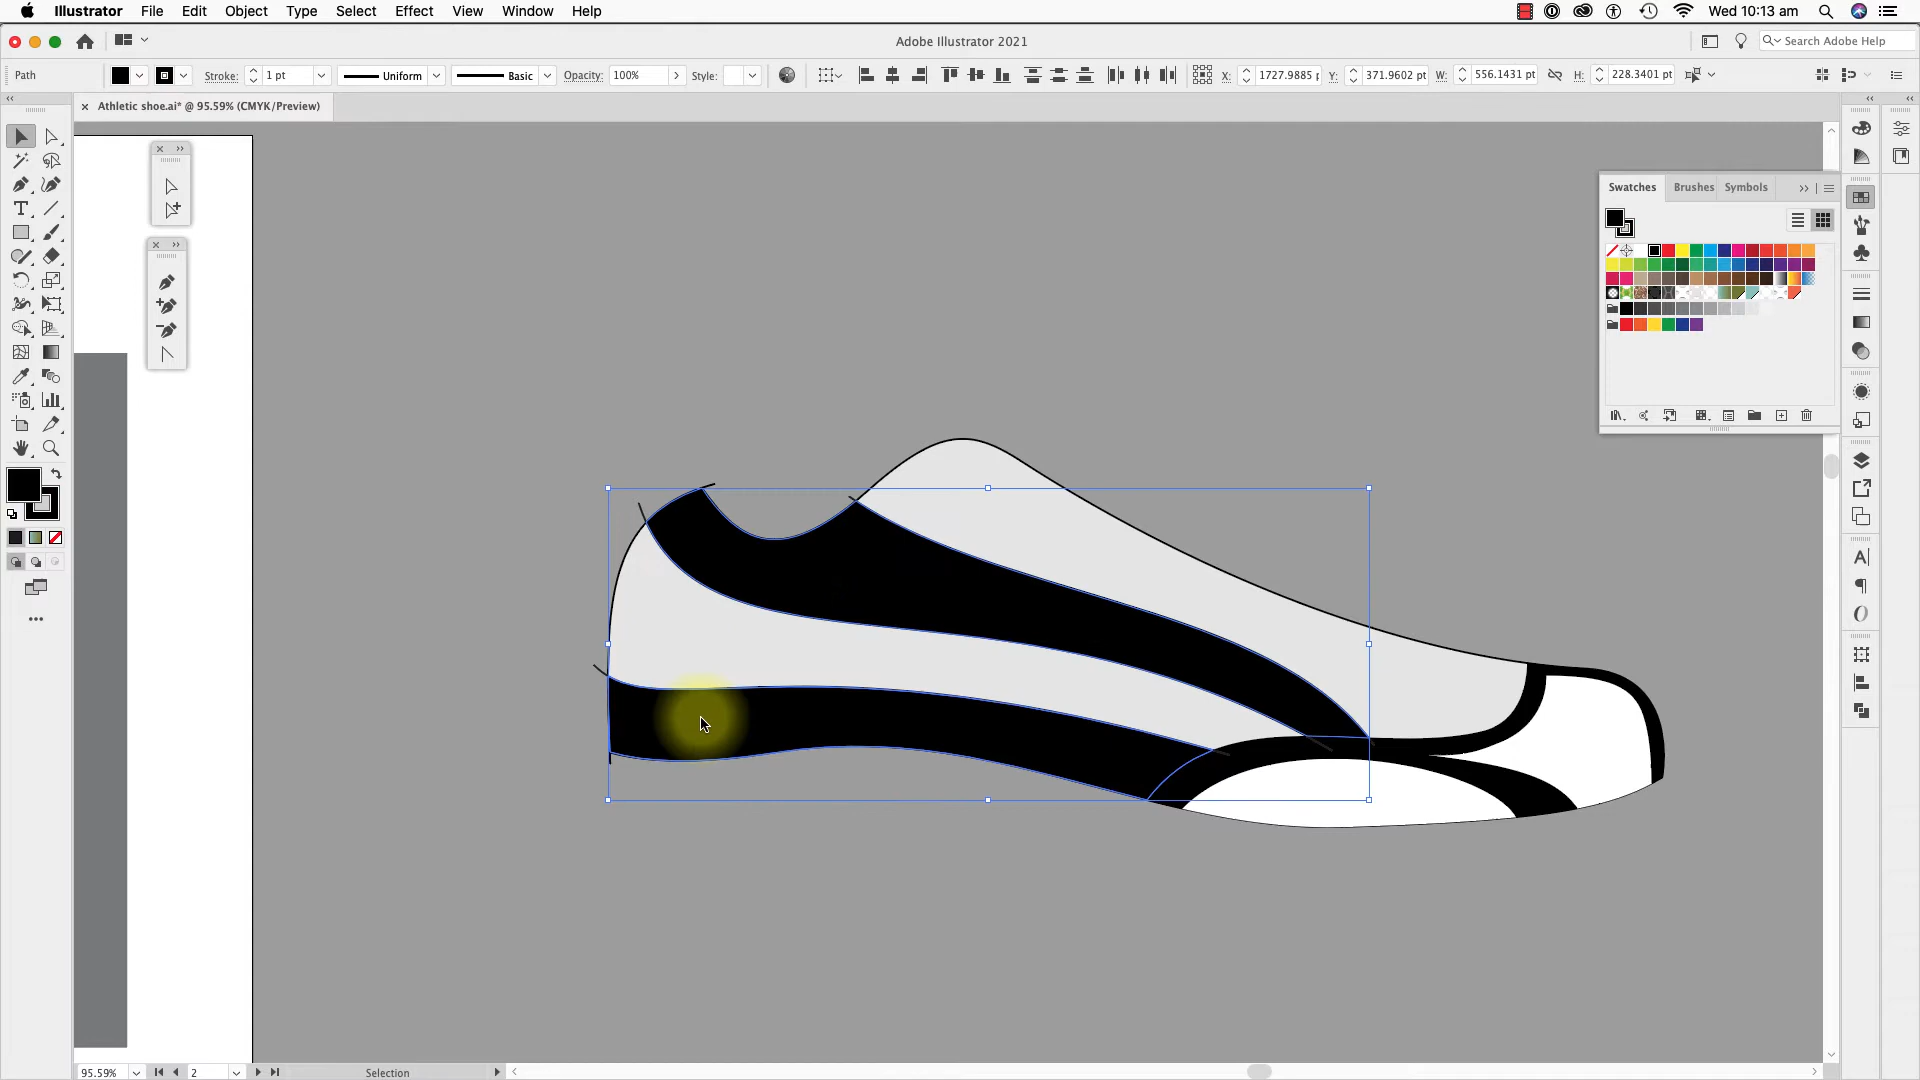 Illustrator File Edit Object Type Select Effect View Window Help Wed 10:13 am
Adobe Illustrator 2021 Search Adobe Help
Path Stroke: 1 pt Uniform Basic Opacity: 100% Style: X: 1727.9885 Y: 371.9602 pt W: 556.1431 pt H: 228.3401 pt
Athletic shoe.ai* @ 95.59% (CMYK/Preview)
Swatches Brushes Symbols
95.59% 2 Selection